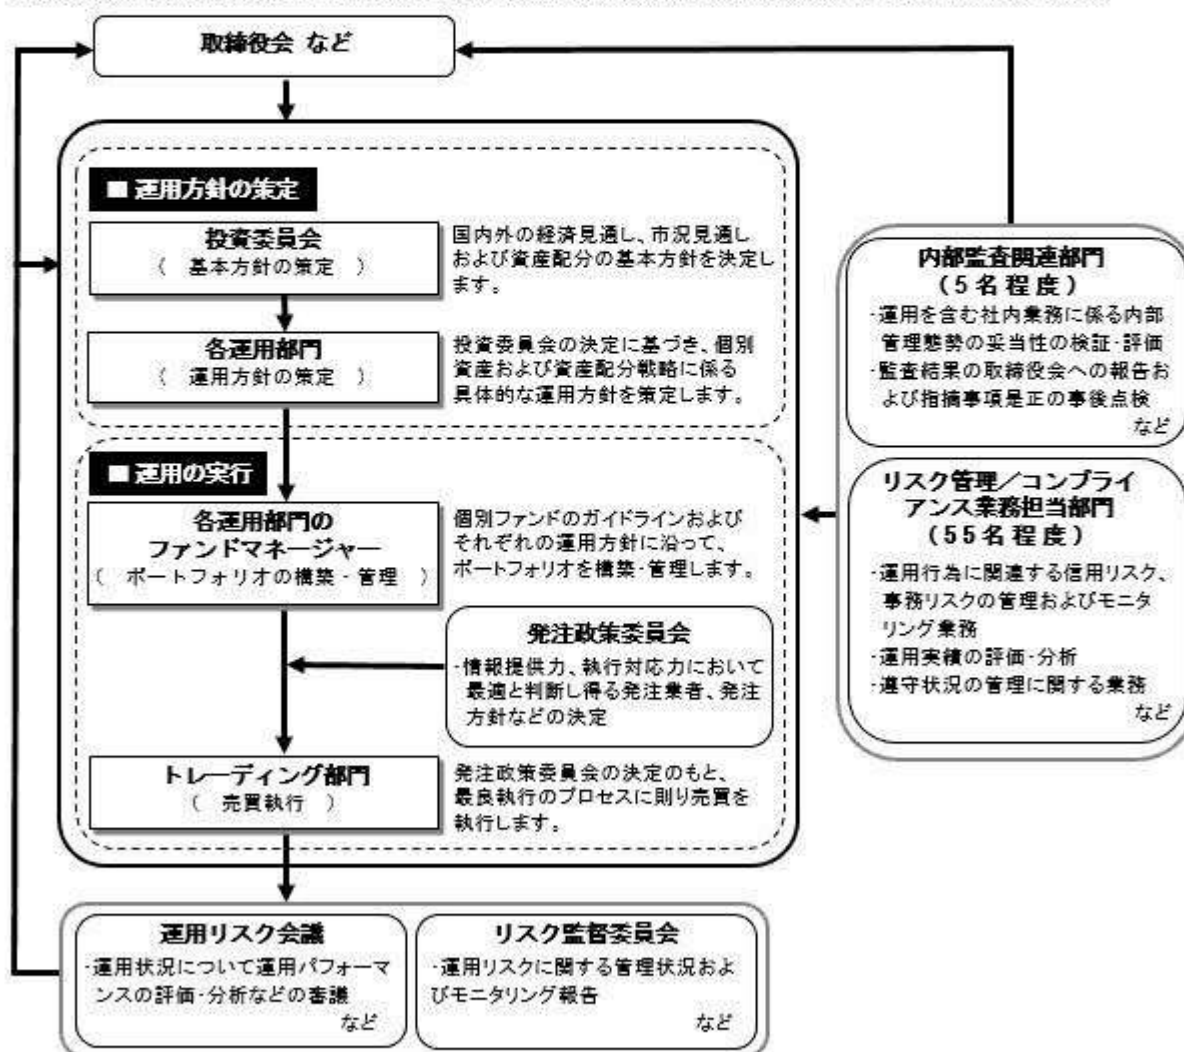 取締役会 など
■ 運用方針の策定
投資委員会
( 基本方針の策定 )
国内外の経済見通し、市況見通し
および資産配分の基本方針を決定し
ます。
各運用部門
( 運用方針の策定 )
投資委員会の決定に基づき、個別
資産および資産配分戦略に係る
具体的な運用方針を策定します。
■ 運用の実行
各運用部門の
ファンドマネージャー
( ポートフォリオの構築・管理 )
個別ファンドのガイドラインおよび
それぞれの運用方針に沿って、
ポートフォリオを構築・管理します。
発注政策委員会
・情報提供力、執行対応力において
最適と判断し得る発注業者、発注
方針などの決定
トレーディング部門
( 売買執行 )
発注政策委員会の決定のもと、
最良執行のプロセスに則り売買を
執行します。
内部監査関連部門
(5名程度)
・運用を含む社内業務に係る内部
管理態勢の妥当性の検証・評価
・監査結果の取締役会への報告お
よび指摘事項是正の事後点検
など
リスク管理／コンプライ
アンス業務担当部門
(55名程度)
・運用行為に関連する信用リスク、
事務リスクの管理およびモニタ
リング業務
・運用実績の評価・分析
・遵守状況の管理に関する業務
など
運用リスク会議
・運用状況について運用パフォーマ
ンスの評価・分析などの審議
など
リスク監督委員会
・運用リスクに関する管理状況およ
びモニタリング報告
など